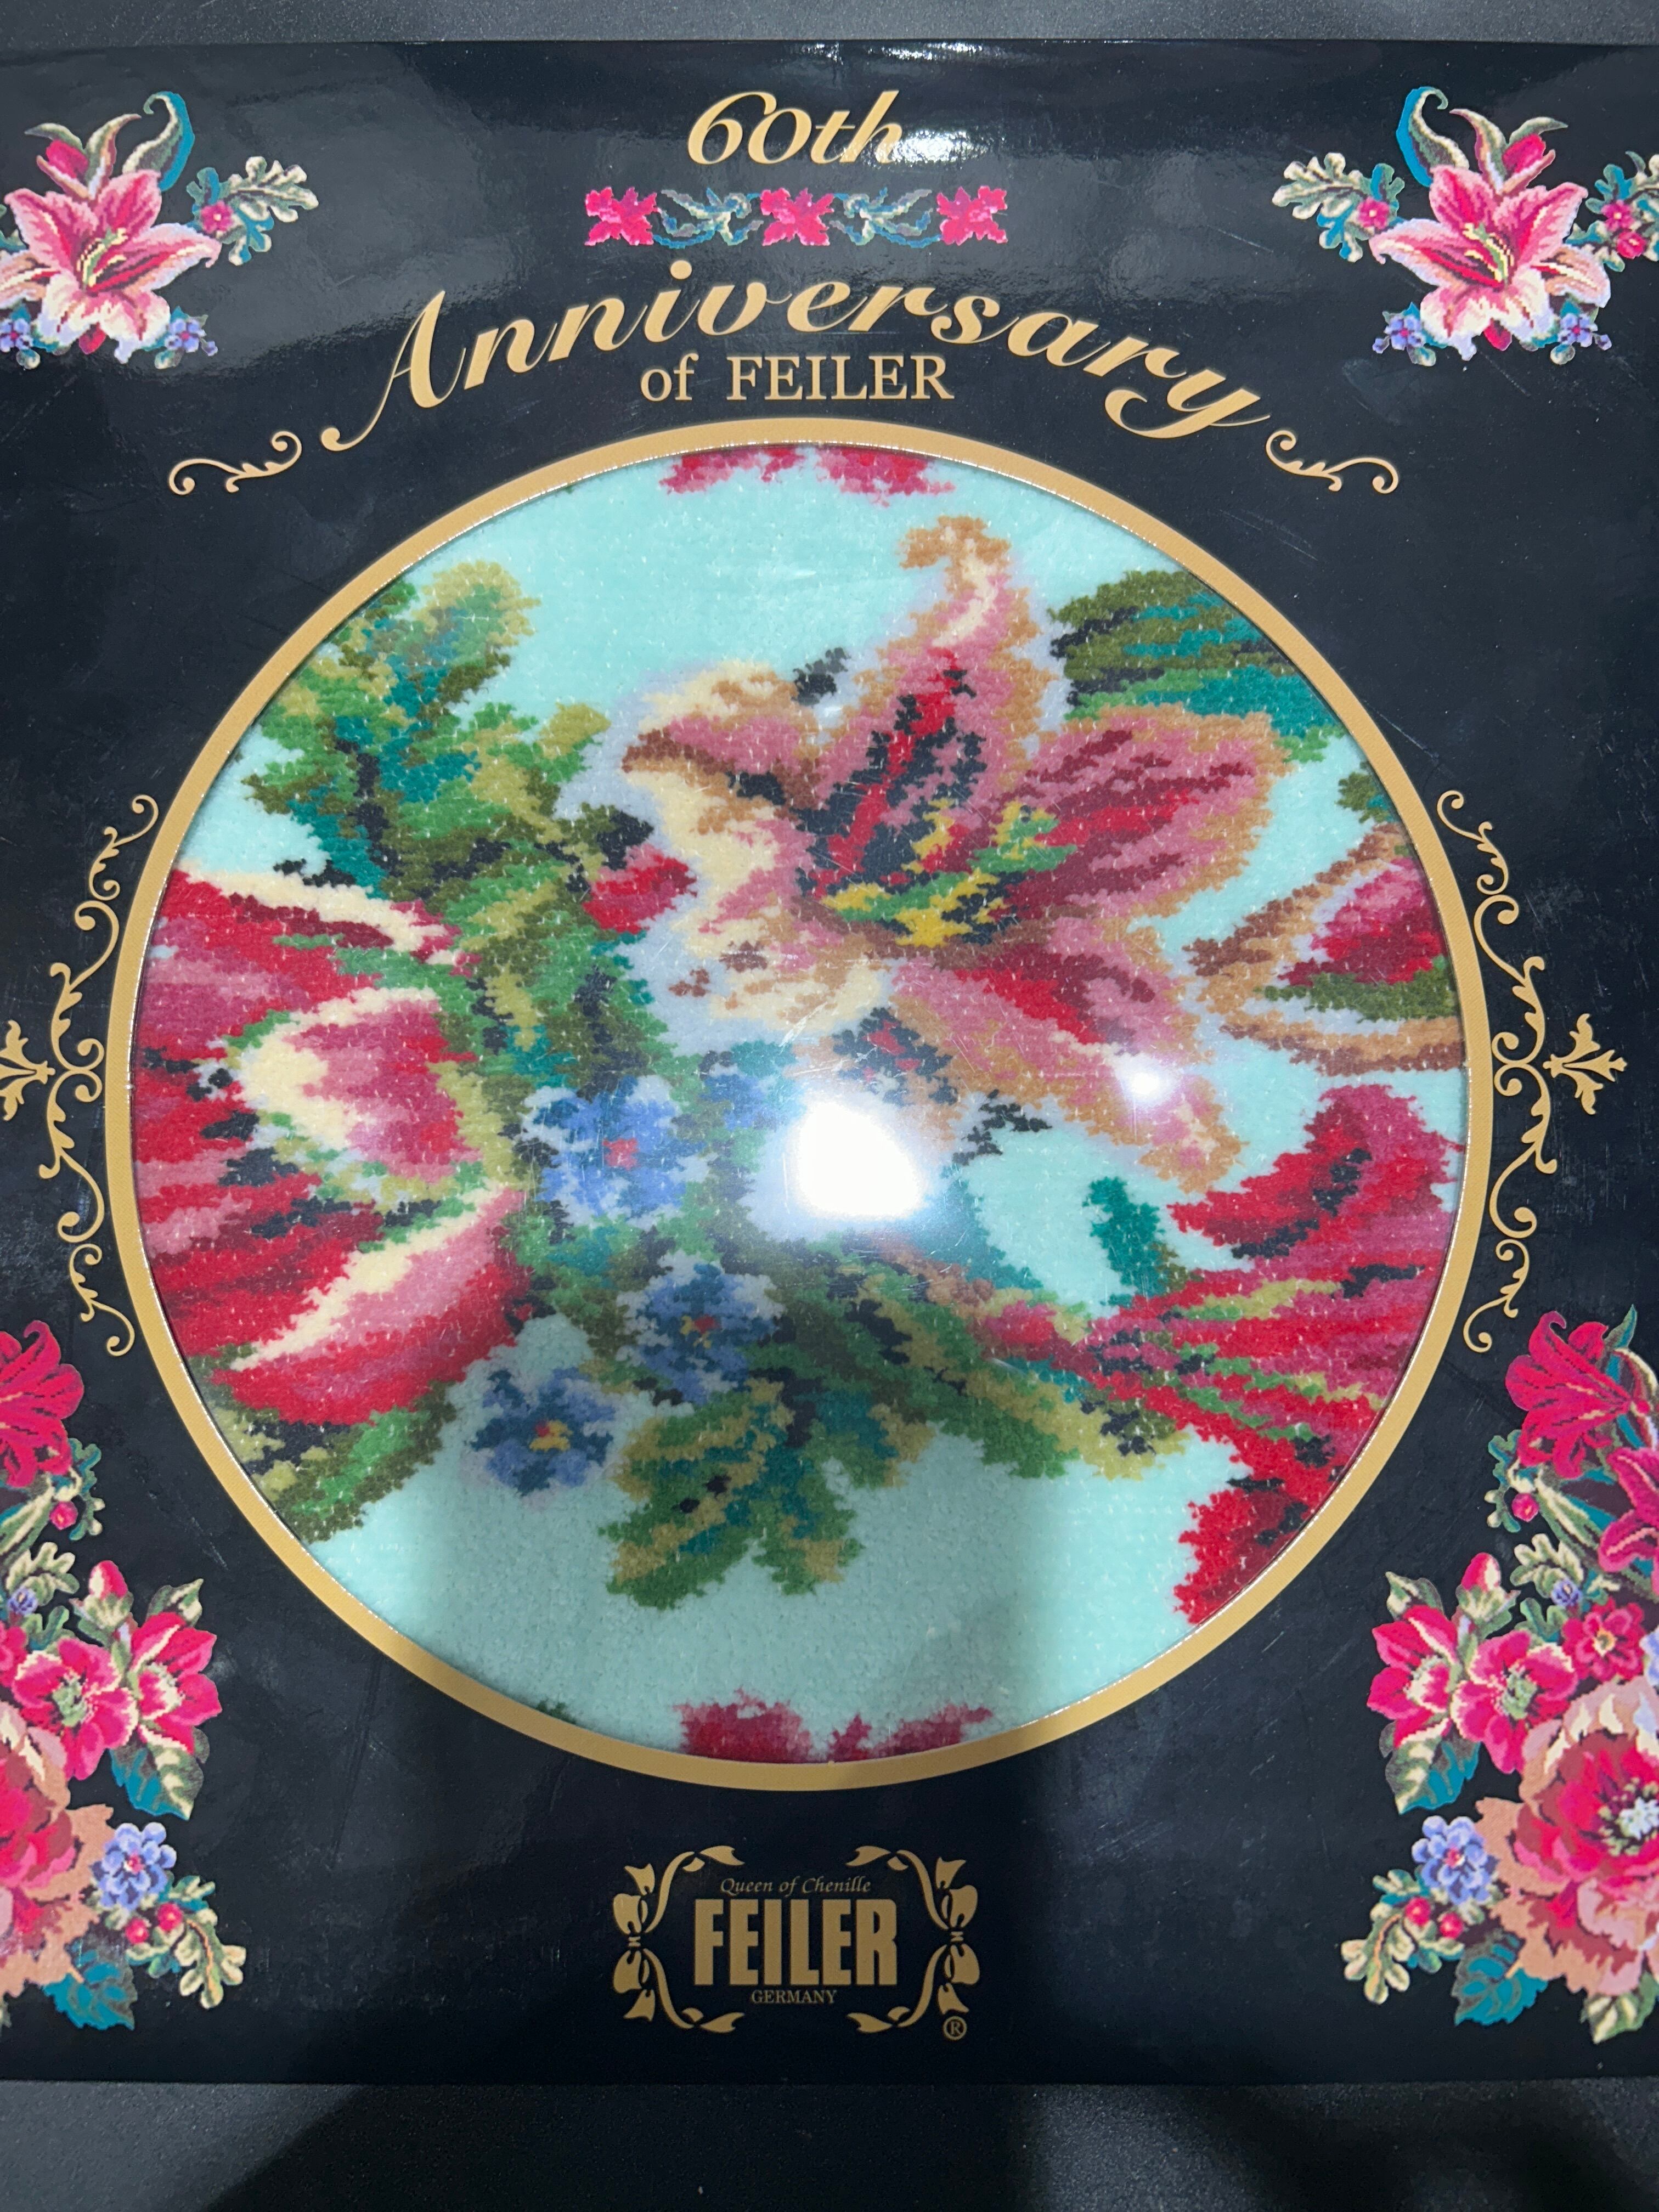 60th
Anniversary
of FEILER
Queen of Chenille
FEILER
GERMANY
®